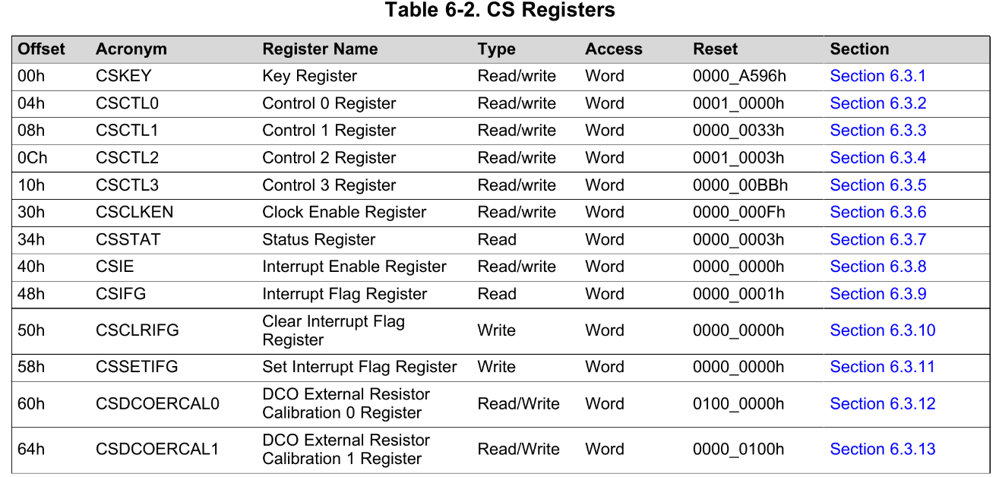 Table 6-2. CS Registers
Offset Acronym Register Name Type Access Reset Section
00h CSKEY Key Register Read/write Word 0000_A596h Section 6.3.1
04h CSCTL0 Control 0 Register Read/write Word 0001_0000h Section 6.3.2
08h CSCTL1 Control 1 Register Read/write Word 0000_0033h Section 6.3.3
0Ch CSCTL2 Control 2 Register Read/write Word 0001_0003h Section 6.3.4
10h CSCTL3 Control 3 Register Read/write Word 0000_00BBh Section 6.3.5
30h CSCLKEN Clock Enable Register Read/write Word 0000_000Fh Section 6.3.6
34h CSSTAT Status Register Read Word 0000_0003h Section 6.3.7
40h CSIE Interrupt Enable Register Read/write Word 0000_0000h Section 6.3.8
48h CSIFG Interrupt Flag Register Read Word 0000_0001h Section 6.3.9
50h CSCLRIFG Clear Interrupt Flag
Register Write Word 0000_0000h Section 6.3.10
58h CSSETIFG Set Interrupt Flag Register Write Word 0000_0000h Section 6.3.11
60h CSDCOERCAL0 DCO External Resistor
Calibration 0 Register Read/Write Word 0100_0000h Section 6.3.12
64h CSDCOERCAL1 DCO External Resistor
Calibration 1 Register Read/Write Word 0000_0100h Section 6.3.13